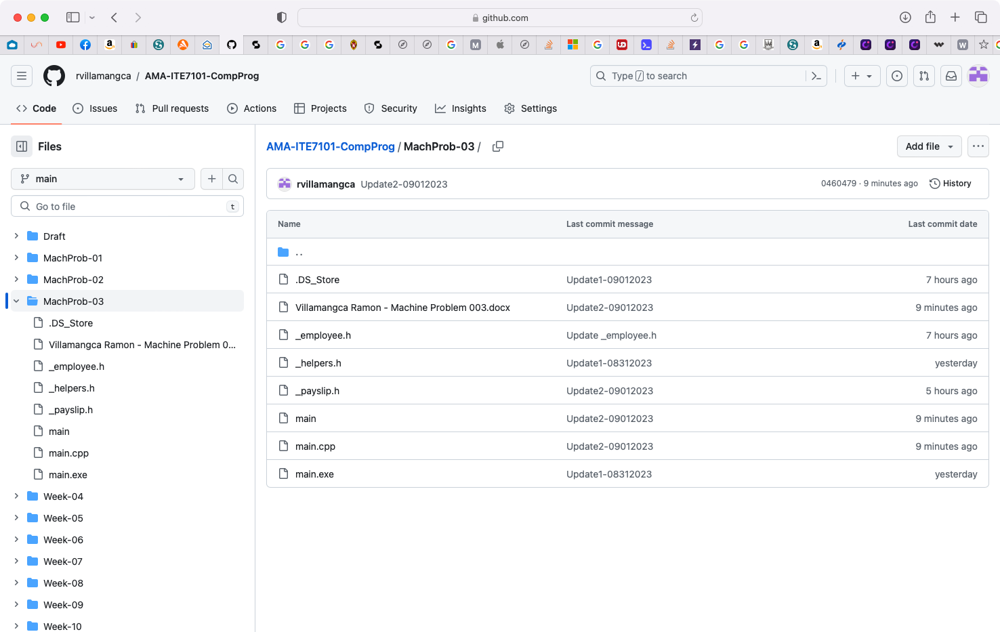 github.com
rvillamangca / AMA-ITE7101-CompProg
Type / to search
Code
Issues
Pull requests
Actions
Projects
Security
Insights
Settings
Files
AMA-ITE7101-CompProg / MachProb-03 /
Add file
main
rvillamangca Update2-09012023
0460479 · 9 minutes ago
History
Go to file
t
Name
Last commit message
Last commit date
Draft
MachProb-01
MachProb-02
MachProb-03
.DS_Store
Villamangca Ramon - Machine Problem 0...
_employee.h
_helpers.h
_payslip.h
main
main.cpp
main.exe
Week-04
Week-05
Week-06
Week-07
Week-08
Week-09
Week-10
..
.DS_Store Update1-09012023 7 hours ago
Villamangca Ramon - Machine Problem 003.docx Update2-09012023 9 minutes ago
_employee.h Update _employee.h 7 hours ago
_helpers.h Update1-08312023 yesterday
_payslip.h Update2-09012023 5 hours ago
main Update2-09012023 9 minutes ago
main.cpp Update2-09012023 9 minutes ago
main.exe Update1-08312023 yesterday